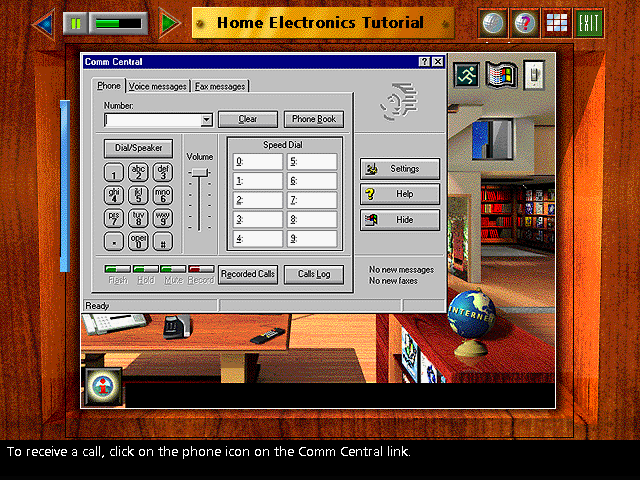 Home Electronics Tutorial
EXIT
Comm Central
Phone
Voice messages
Fax messages
Number:
Clear
Phone Book
Dial/Speaker
Volume
Speed Dial
1
abc 2
def 3
ghi 4
jkl 5
mno 6
prs 7
tuv 8
wxy 9
*
oper 0
#
0:
5:
1:
6:
2:
7:
3:
8:
4:
9:
Settings
Help
Hide
Flash
Hold
Mute
Record
Recorded Calls
Calls Log
No new messages
No new faxes
Ready
INTERNET
To receive a call, click on the phone icon on the Comm Central link.